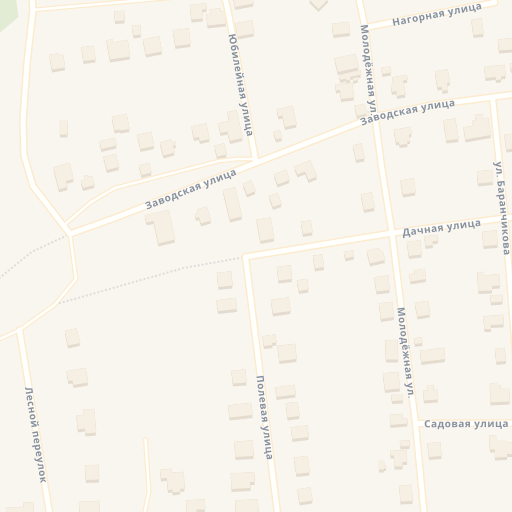 Нагорная улица
Юбилейная улица
Молодёжная ул.
Заводская улица
Заводская улица
ул. Баранчикова
Дачная улица
Молодёжная ул.
Полевая улица
Лесной переулок
Садовая улица